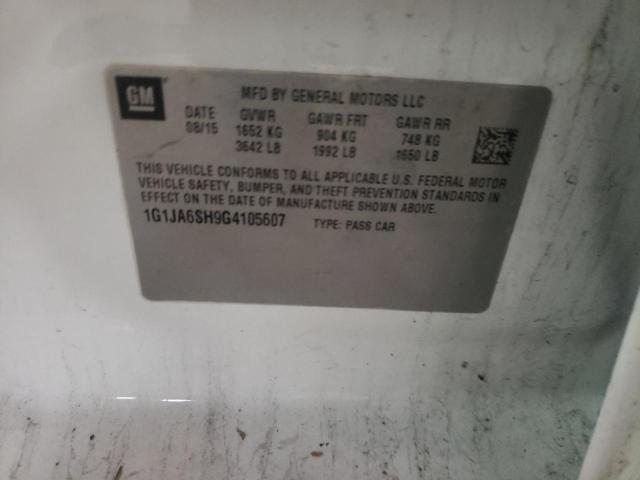 GM
MFD BY GENERAL MOTORS LLC
DATE GVWR GAWR FRT GAWR RR
08/15 1652 KG 904 KG 748 KG
3642 LB 1992 LB 1650 LB
THIS VEHICLE CONFORMS TO ALL APPLICABLE U.S. FEDERAL MOTOR
VEHICLE SAFETY, BUMPER, AND THEFT PREVENTION STANDARDS IN
EFFECT ON THE DATE OF MANUFACTURE SHOWN ABOVE.
1G1JA6SH9G4105607 TYPE: PASS CAR